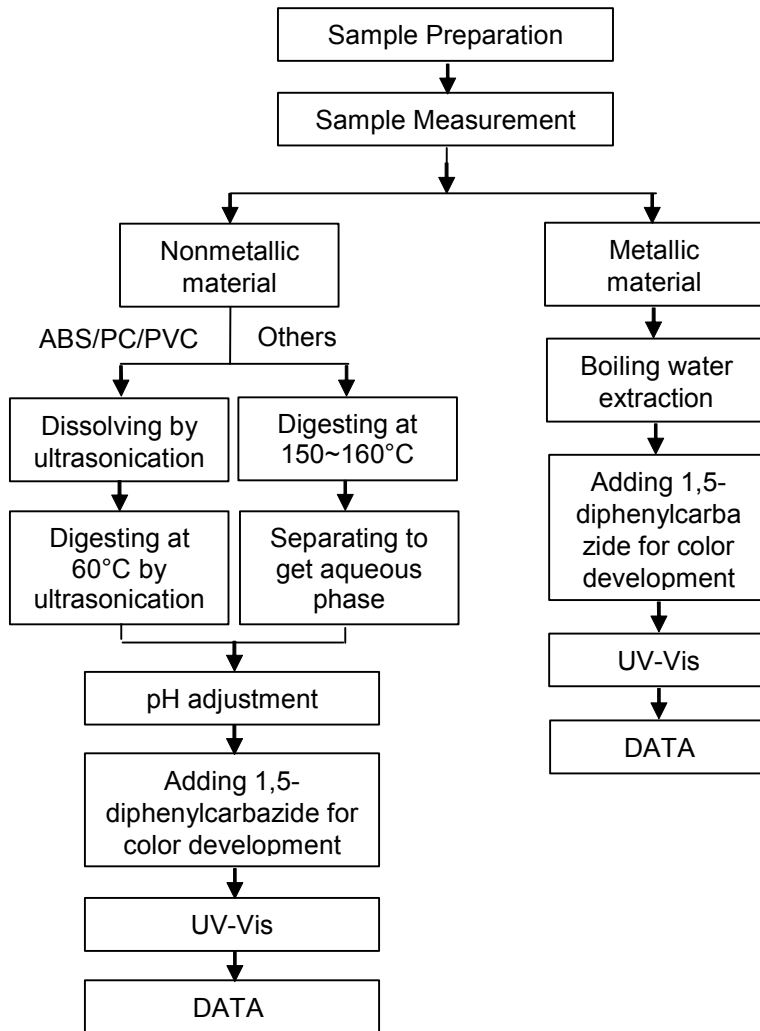 Sample Preparation
Sample Measurement
Nonmetallic
material
Metallic
material
ABS/PC/PVC
Others
Boiling water
extraction
Dissolving by
ultrasonication
Digesting at
150~160°C
Adding 1,5-
diphenylcarba
zide for color
development
Digesting at
60°C by
ultrasonication
Separating to
get aqueous
phase
UV-Vis
pH adjustment
DATA
Adding 1,5-
diphenylcarbazide for
color development
UV-Vis
DATA